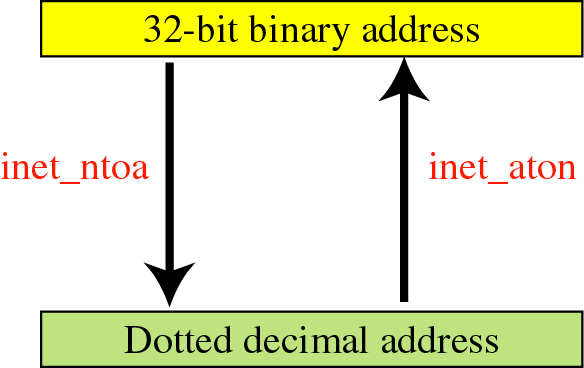 32-bit binary address
inet_ntoa
inet_aton
Dotted decimal address